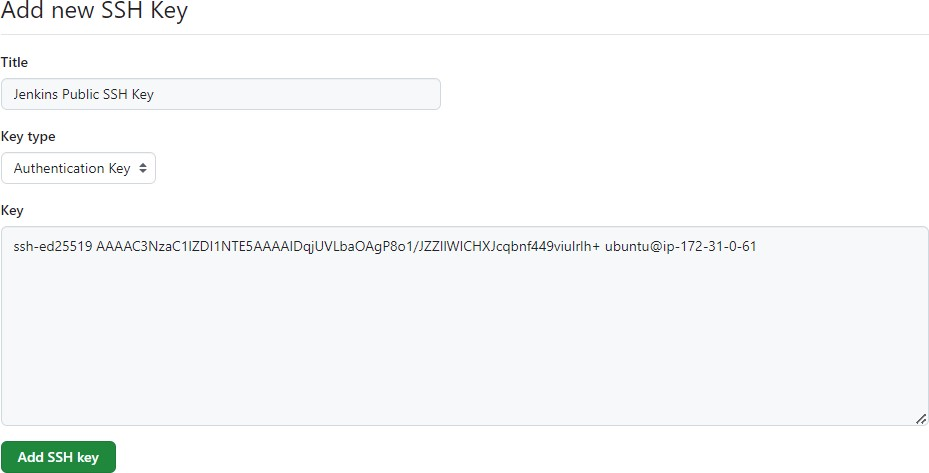 Add new SSH Key
Title
Jenkins Public SSH Key
Key type
Authentication Key
Key
ssh-ed25519 AAAAC3NzaC1lZDI1NTE5AAAAIDqjUVLbaOAgP8o1/JZZIIWICHXJcqbnf449viuIrIh+ ubuntu@ip-172-31-0-61
Add SSH key